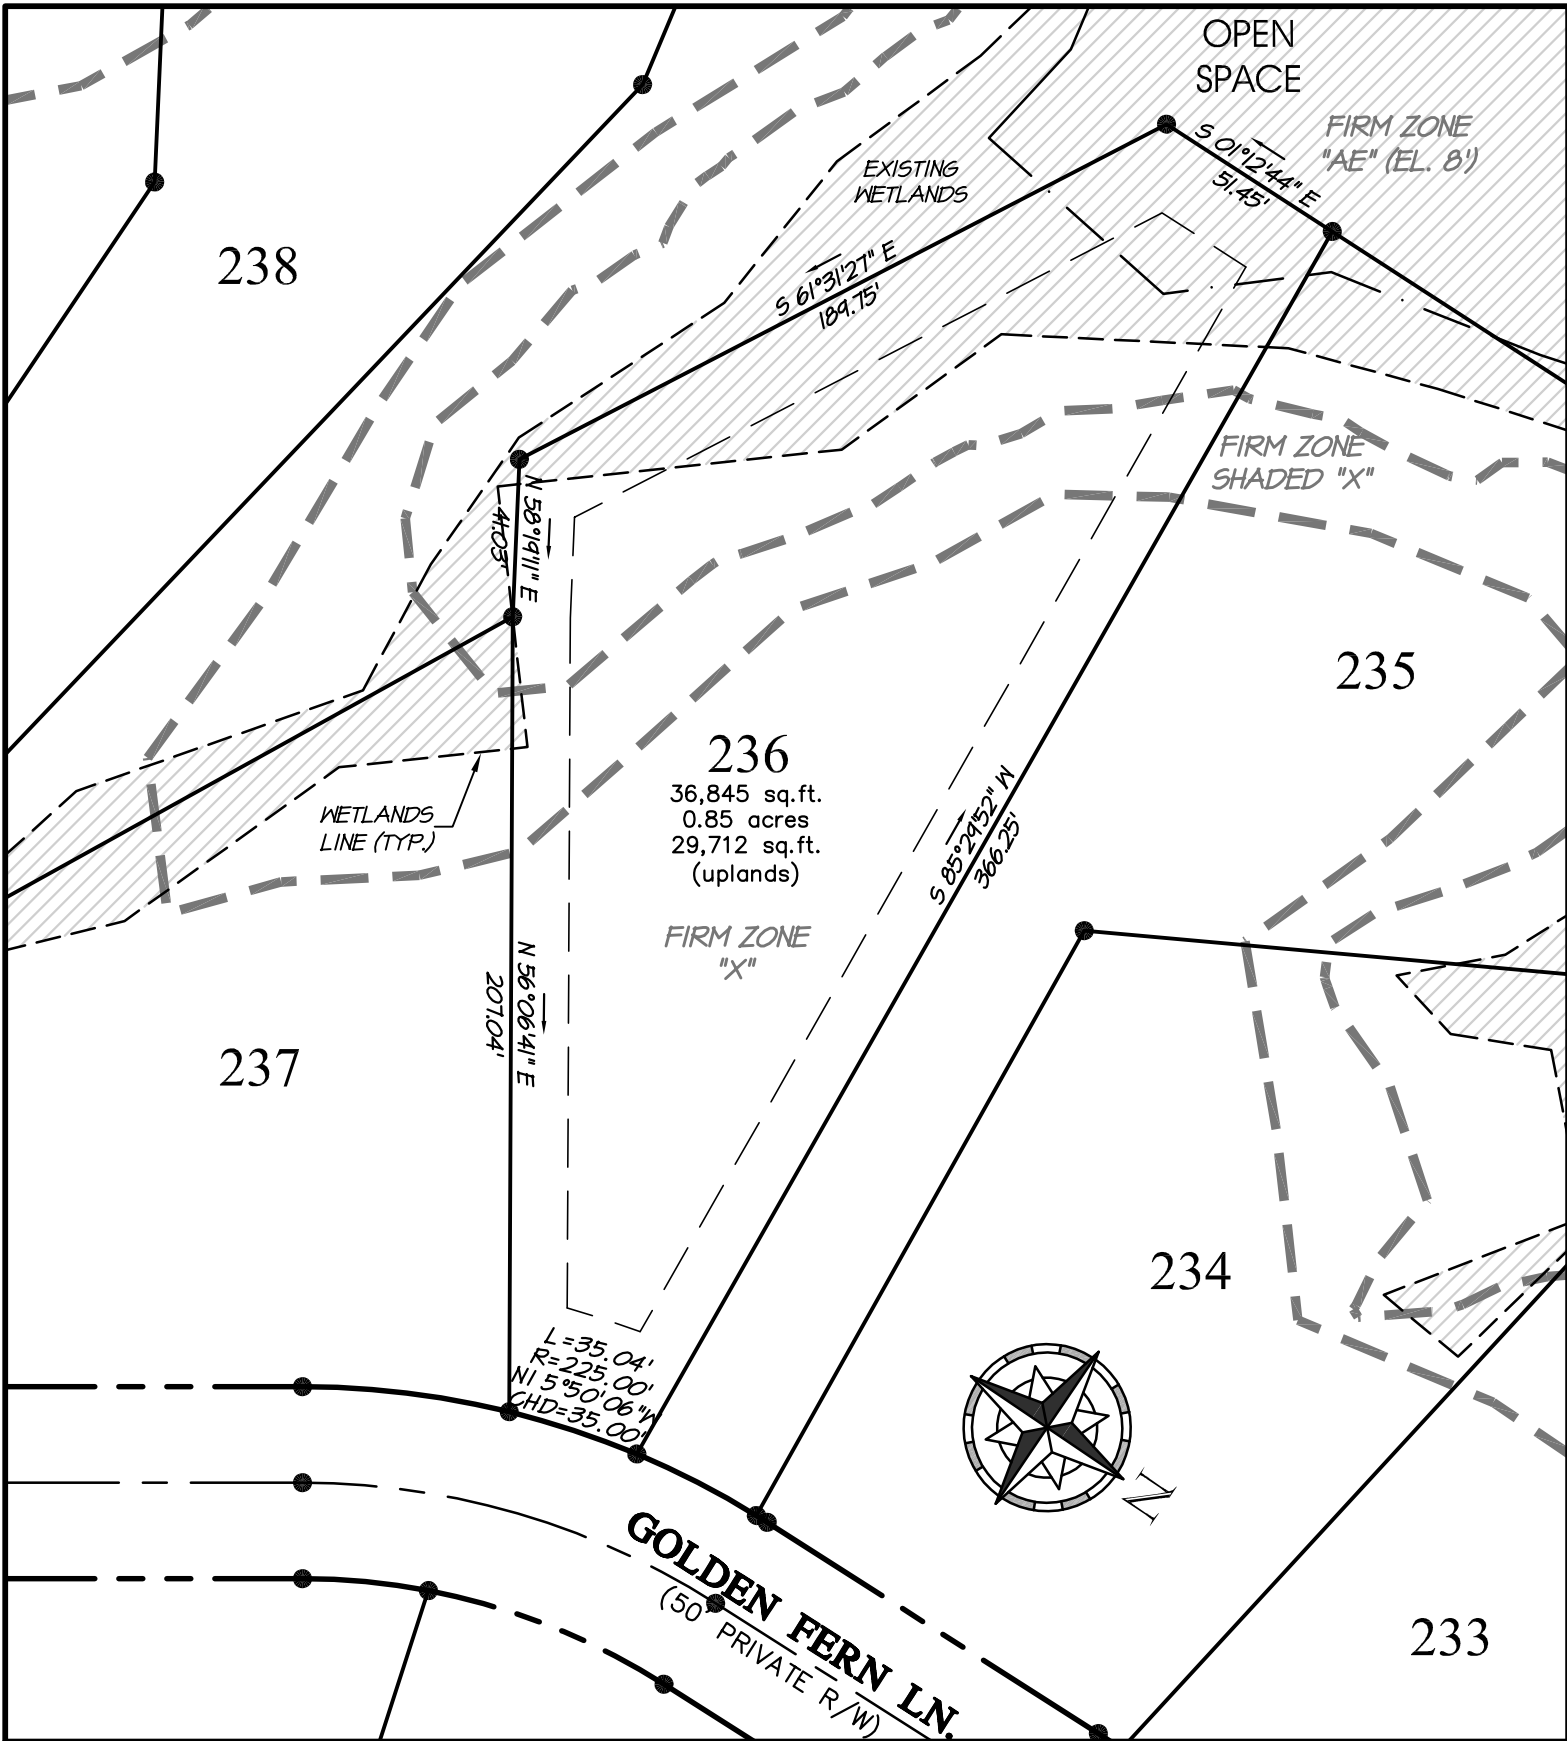 OPEN
SPACE
FIRM ZONE
"AE" (EL. 8')
S 01°12'44" E
51.45'
EXISTING
WETLANDS
238
S 61°31'27" E
189.75'
FIRM ZONE
SHADED "X"
N 58°19'11" E
41.03'
235
236
36,845 sq.ft.
0.85 acres
29,712 sq.ft.
(uplands)
WETLANDS
LINE (TYP.)
S 85°29'52" W
366.25'
FIRM ZONE
"X"
N 56°06'41" E
207.04'
237
234
L=35.04'
R=225.00'
N15°50'06"W
CHD=35.00'
N
GOLDEN FERN LN.
(50' PRIVATE R/W)
233